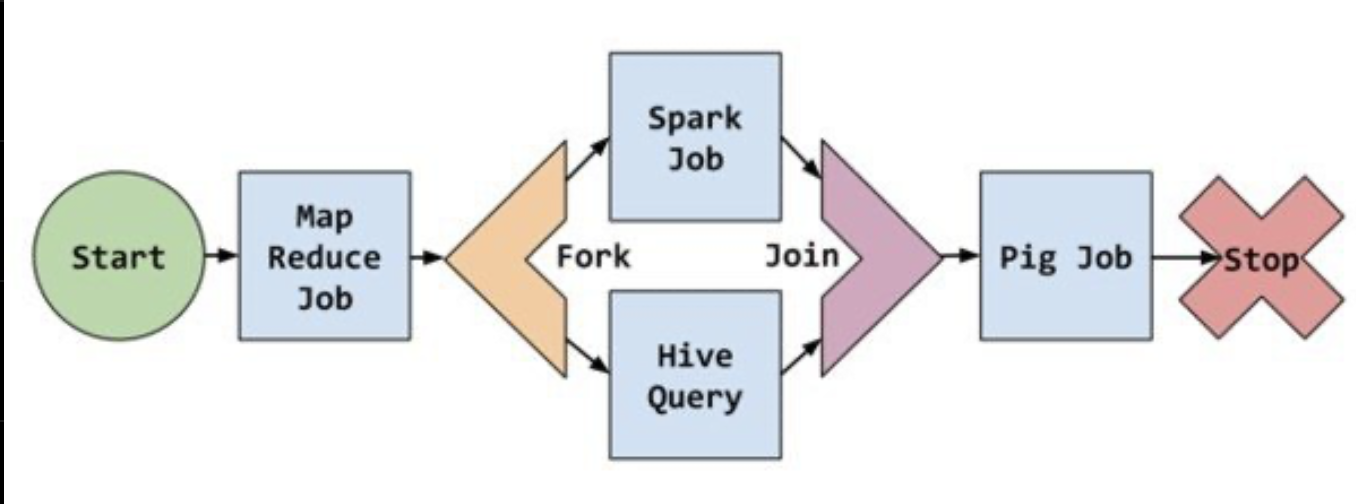 Start
Map
Reduce
Job
Fork
Spark
Job
Hive
Query
Join
Pig Job
Stop